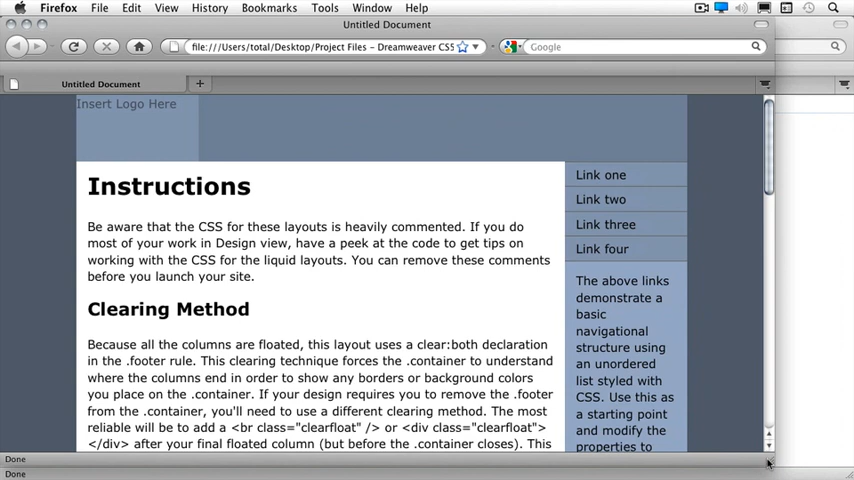 Firefox File Edit View History Bookmarks Tools Window Help
Untitled Document
file:///Users/total/Desktop/Project Files - Dreamweaver CS5
Google
Untitled Document
Insert Logo Here
Instructions
Be aware that the CSS for these layouts is heavily commented. If you do
most of your work in Design view, have a peek at the code to get tips on
working with the CSS for the liquid layouts. You can remove these comments
before you launch your site.
Clearing Method
Because all the columns are floated, this layout uses a clear:both declaration
in the .footer rule. This clearing technique forces the .container to understand
where the columns end in order to show any borders or background colors
you place on the .container. If your design requires you to remove the .footer
from the .container, you'll need to use a different clearing method. The most
reliable will be to add a <br class="clearfloat" /> or <div class="clearfloat">
</div> after your final floated column (but before the .container closes). This
Link one
Link two
Link three
Link four
The above links
demonstrate a
basic
navigational
structure using
an unordered
list styled with
CSS. Use this as
a starting point
and modify the
properties to
Done
Done